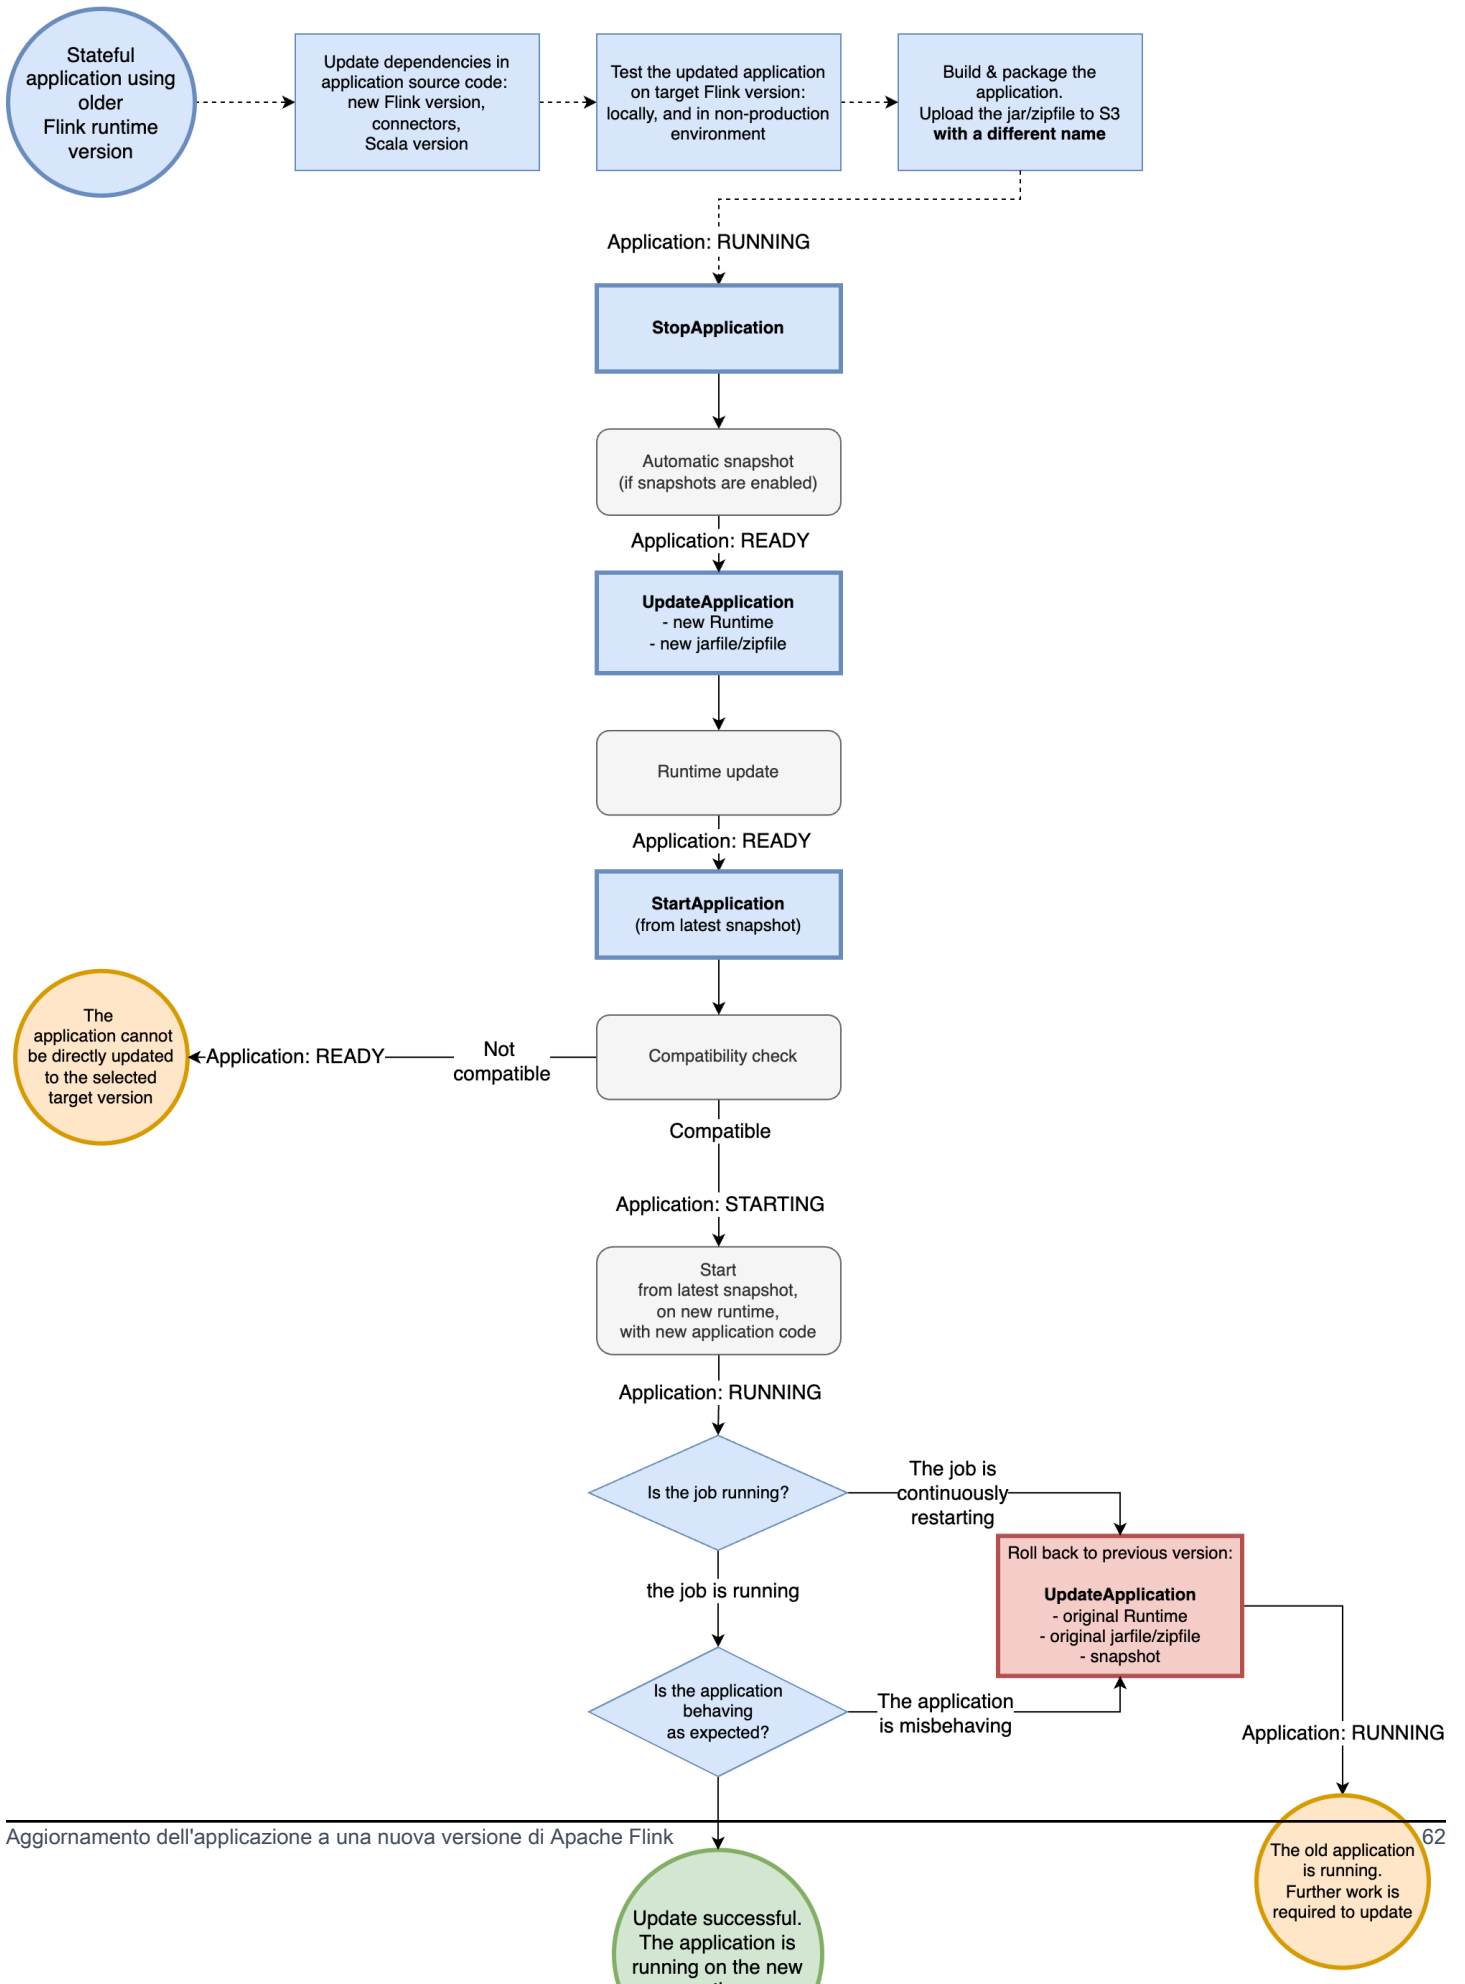 Stateful
application using
older
Flink runtime
version
Update dependencies in
application source code:
new Flink version,
connectors,
Scala version
Test the updated application
on target Flink version:
locally, and in non-production
environment
Build & package the
application.
Upload the jar/zipfile to S3
with a different name
Application: RUNNING
StopApplication
Automatic snapshot
(if snapshots are enabled)
Application: READY
UpdateApplication
- new Runtime
- new jarfile/zipfile
Runtime update
Application: READY
StartApplication
(from latest snapshot)
Compatibility check
Not
compatible
Application: READY
The
application cannot
be directly updated
to the selected
target version
Compatible
Application: STARTING
Start
from latest snapshot,
on new runtime,
with new application code
Application: RUNNING
Is the job running?
The job is
continuously
restarting
the job is running
Roll back to previous version:
UpdateApplication
- original Runtime
- original jarfile/zipfile
- snapshot
Is the application
behaving
as expected?
The application
is misbehaving
Application: RUNNING
Aggiornamento dell'applicazione a una nuova versione di Apache Flink
62
The old application
is running.
Further work is
required to update
Update successful.
The application is
running on the new